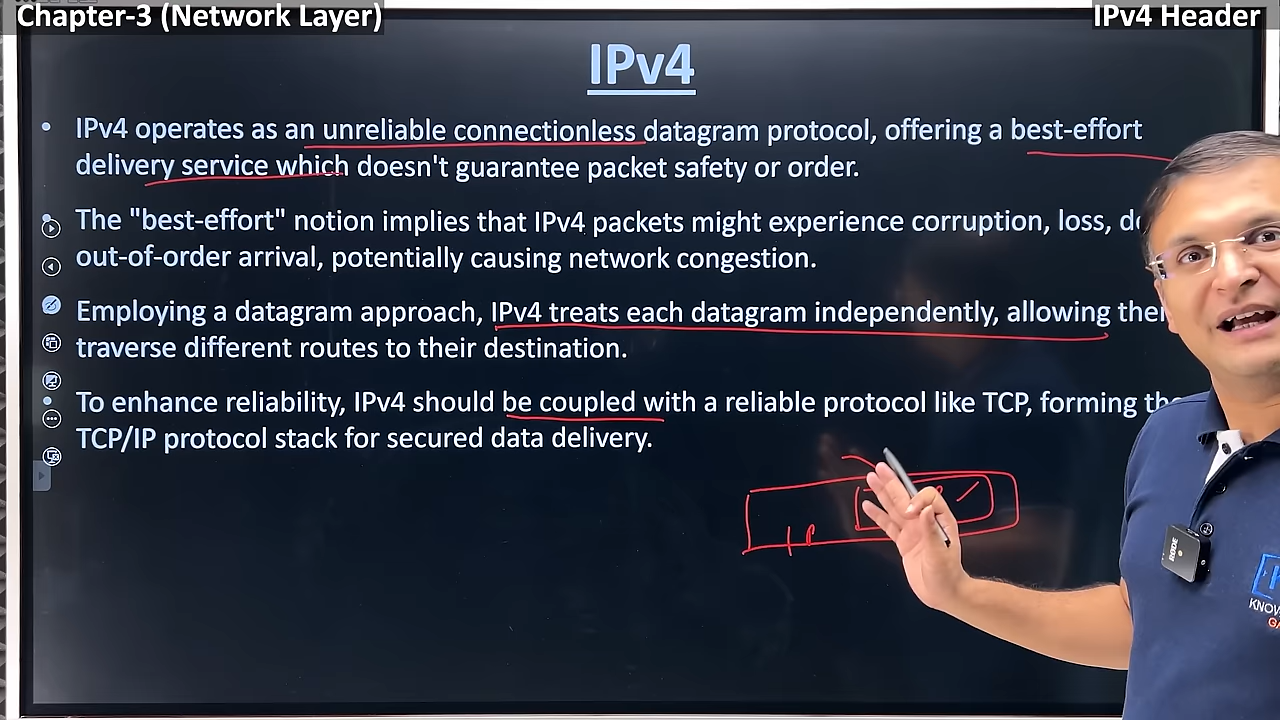 Chapter-3 (Network Layer)
IPv4 Header
IPv4
• IPv4 operates as an unreliable connectionless datagram protocol, offering a best-effort
delivery service which doesn't guarantee packet safety or order.
• The "best-effort" notion implies that IPv4 packets might experience corruption, loss,
out-of-order arrival, potentially causing network congestion.
Employing a datagram approach, IPv4 treats each datagram independently, allowing
traverse different routes to their destination.
• To enhance reliability, IPv4 should be coupled with a reliable protocol like TCP, forming
TCP/IP protocol stack for secured data delivery.
IP
RODE